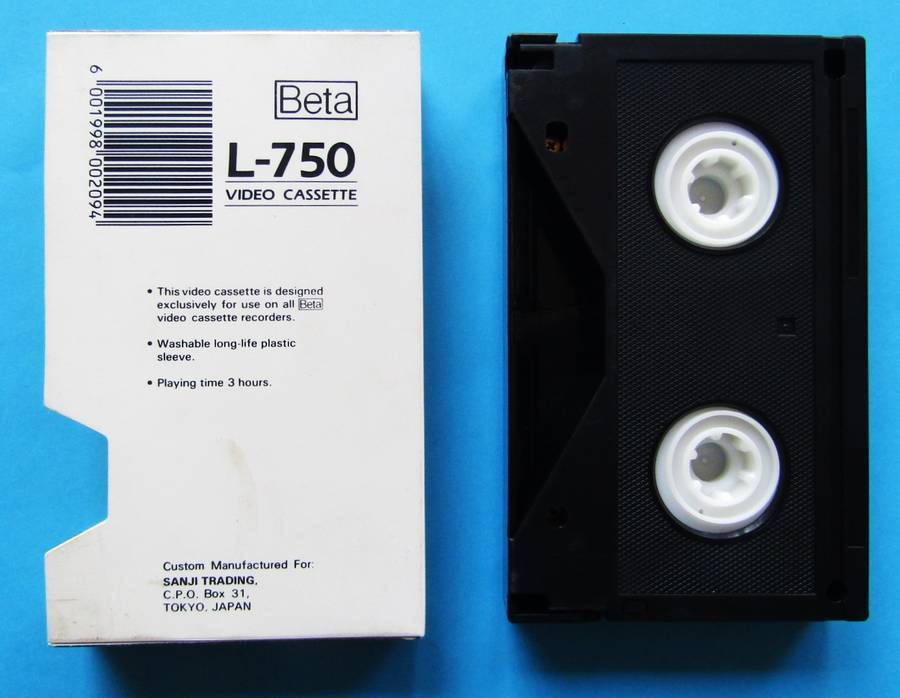 6 001998 002094
Beta
L-750
VIDEO CASSETTE
• This video cassette is designed
exclusively for use on all Beta
video cassette recorders.
• Washable long-life plastic
sleeve.
• Playing time 3 hours.
Custom Manufactured For:
SANJI TRADING,
C.P.O. Box 31,
TOKYO, JAPAN